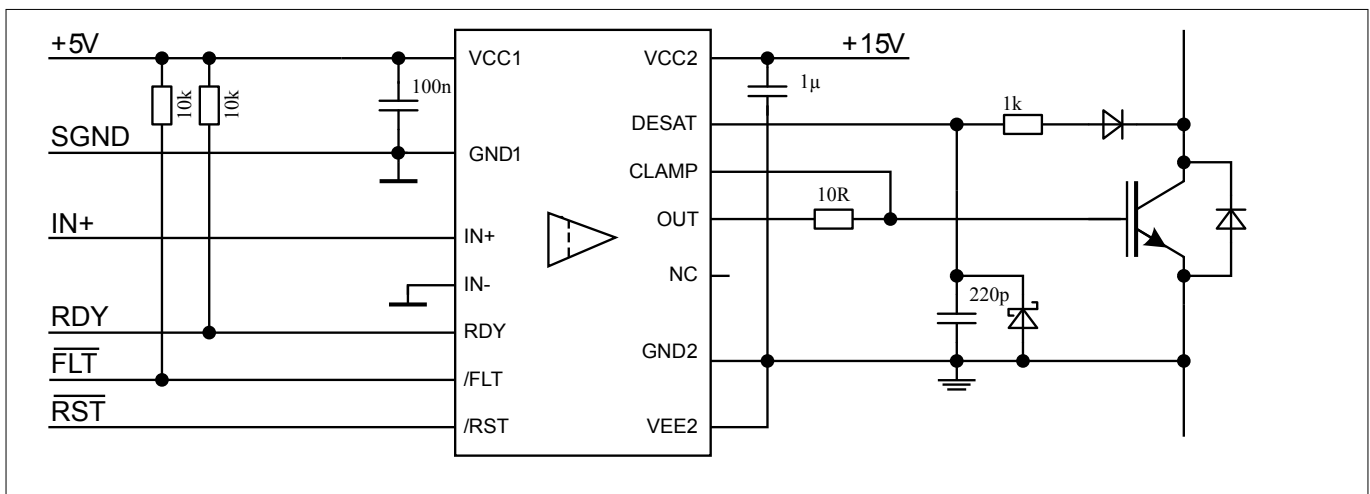 +5V
+15V
VCC1
VCC2
10k
10k
100n
1μ
1k
DESAT
SGND
GND1
CLAMP
10R
IN+
OUT
IN+
IN-
NC
220p
RDY
RDY
GND2
FLT
/FLT
RST
/RST
VEE2